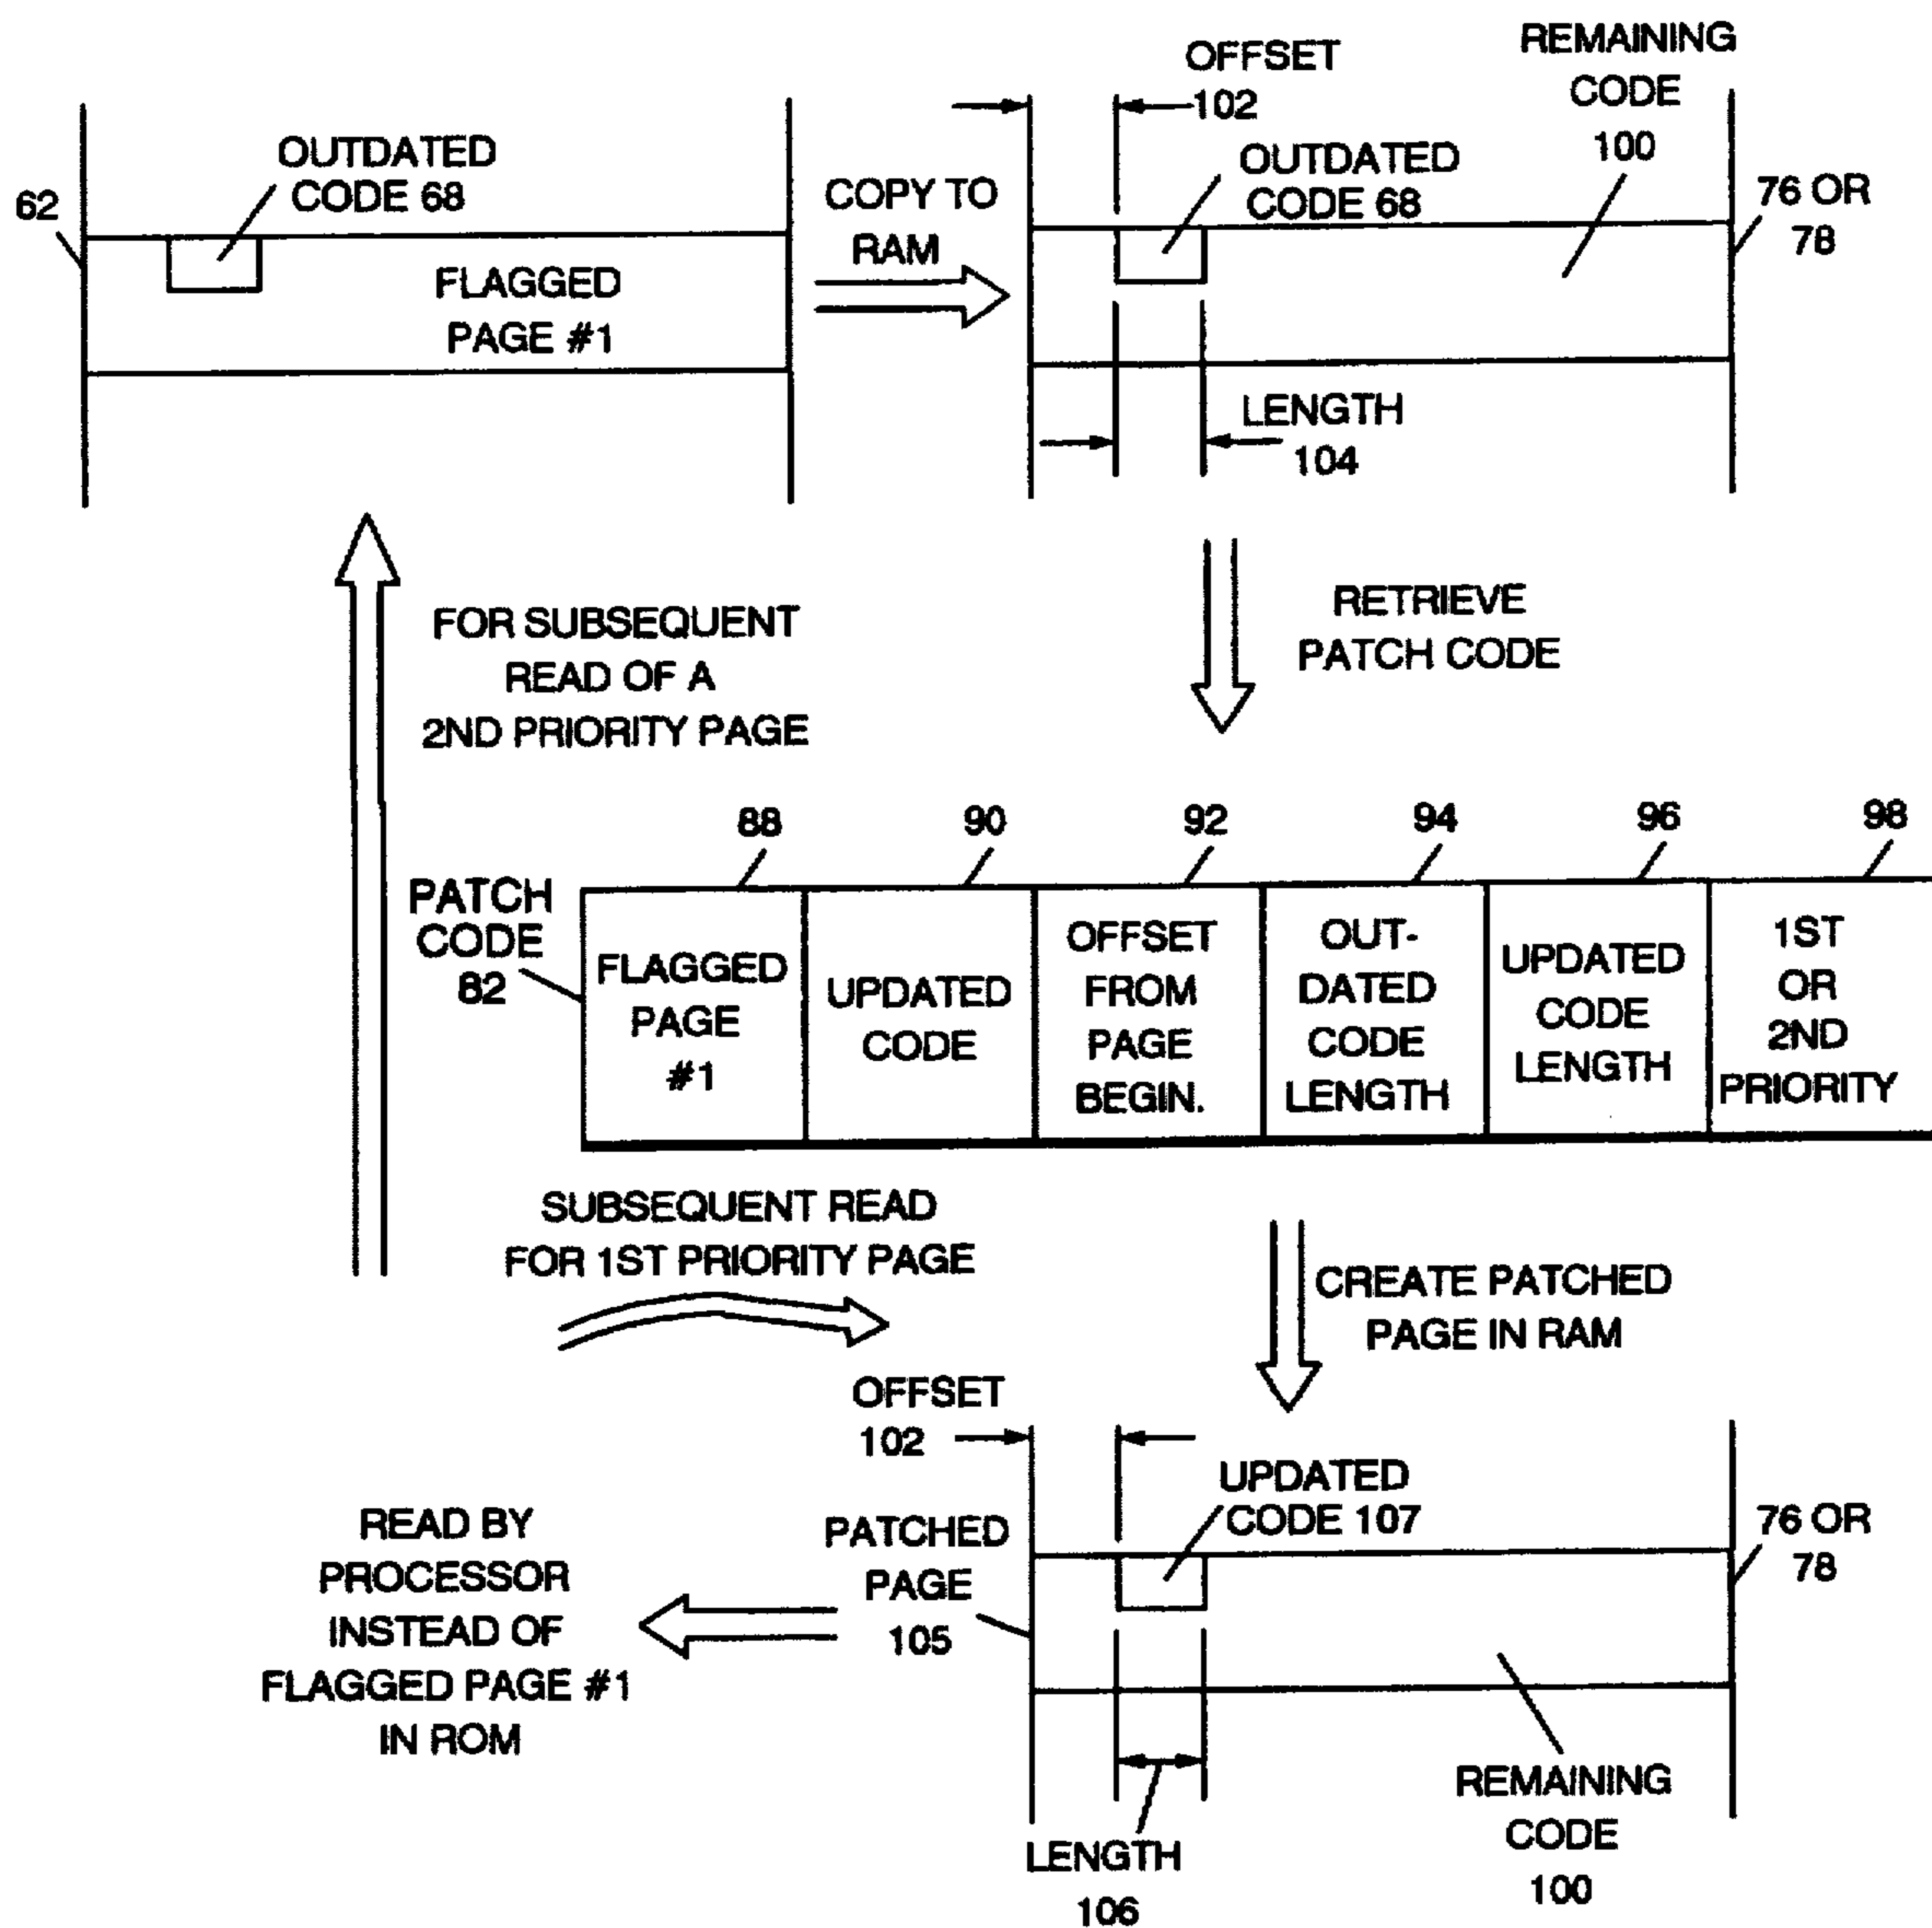 OFFSET
102
REMAINING
CODE
100
OUTDATED
CODE 68
62
FLAGGED
PAGE #1
COPY TO
RAM
OUTDATED
CODE 68
76 OR
78
LENGTH
104
FOR SUBSEQUENT
READ OF A
2ND PRIORITY PAGE
RETRIEVE
PATCH CODE
88
90
92
94
96
98
PATCH
CODE
82
FLAGGED
PAGE
#1
UPDATED
CODE
OFFSET
FROM
PAGE
BEGIN.
OUT-
DATED
CODE
LENGTH
UPDATED
CODE
LENGTH
1ST
OR
2ND
PRIORITY
SUBSEQUENT READ
FOR 1ST PRIORITY PAGE
CREATE PATCHED
PAGE IN RAM
OFFSET
102
UPDATED
CODE 107
READ BY
PROCESSOR
INSTEAD OF
FLAGGED PAGE #1
IN ROM
PATCHED
PAGE
105
76 OR
78
LENGTH
106
REMAINING
CODE
100